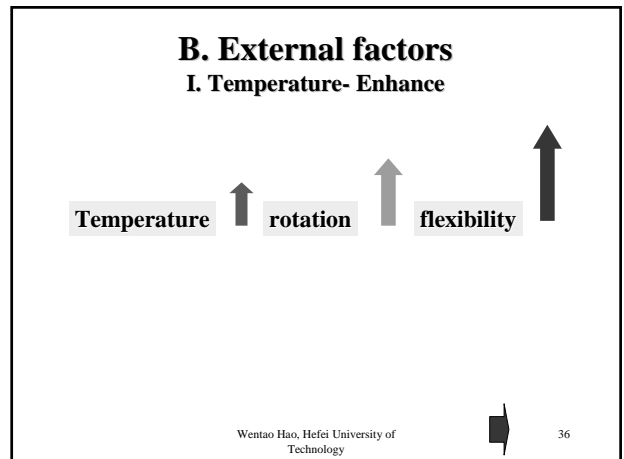 B. External factors
I. Temperature- Enhance
Temperature rotation flexibility
Wentao Hao, Hefei University of
Technology
36